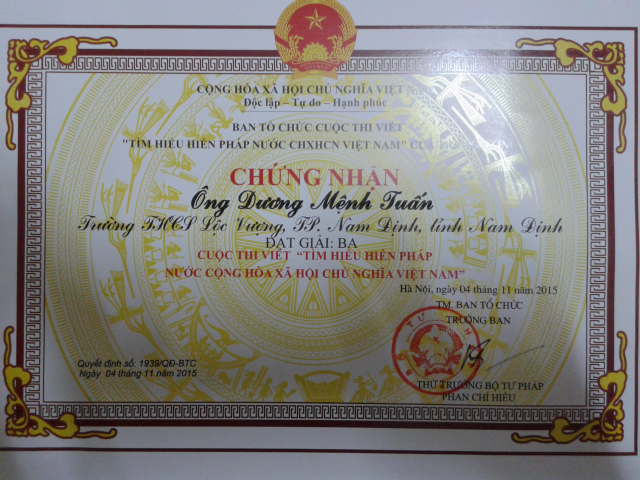 CỘNG HÒA XÃ HỘI CHỦ NGHĨA VIỆT
Độc lập – Tự do – Hạnh phúc
BAN TỔ CHỨC CUỘC THI VIẾT
"TÌM HIỂU HIẾN PHÁP NƯỚC CHXHCN VIỆT NAM"
CHỨNG NHẬN
Ông Dương Mệnh Tuấn
Trường THCS Lộc Vượng, TP. Nam Định, tỉnh Nam Định
ĐẠT GIẢI: BA
CUỘC THI VIẾT "TÌM HIỂU HIẾN PHÁP
NƯỚC CỘNG HÒA XÃ HỘI CHỦ NGHĨA VIỆT NAM"
Hà Nội, ngày 04 tháng 11 năm 2015
TM. BAN TỔ CHỨC
TRƯỞNG BAN
Quyết định số: 1939/QĐ-BTC
Ngày 04 tháng 11 năm 2015
THỨ TRƯỞNG BỘ TƯ PHÁP
PHAN CHÍ HIẾU